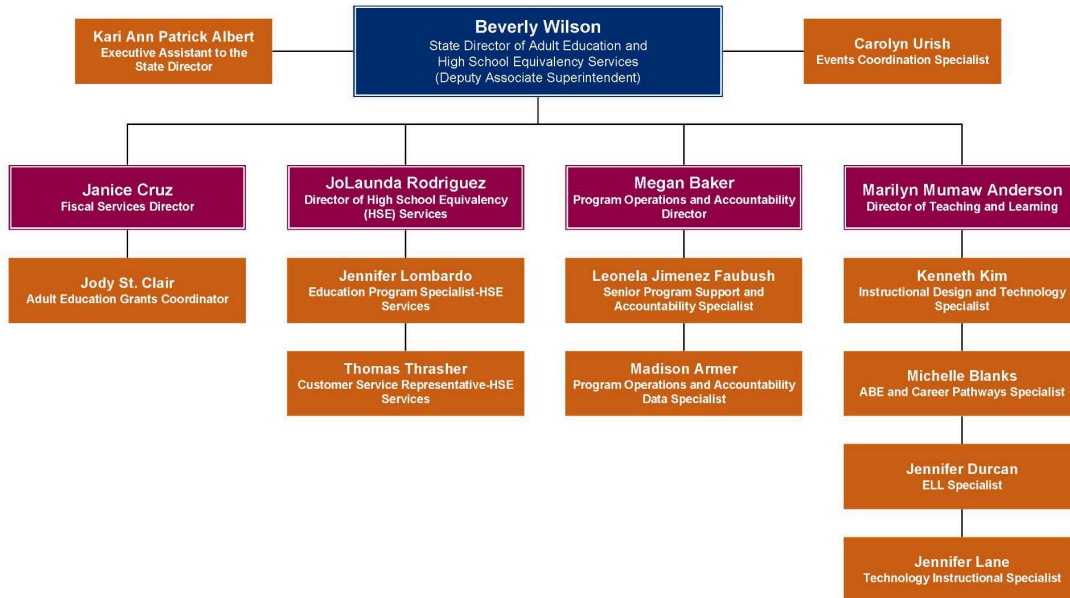 Beverly Wilson
State Director of Adult Education and
High School Equivalency Services
(Deputy Associate Superintendent)
Kari Ann Patrick Albert
Executive Assistant to the
State Director
Carolyn Urish
Events Coordination Specialist
Janice Cruz
Fiscal Services Director
JoLaunda Rodriguez
Director of High School Equivalency
(HSE) Services
Megan Baker
Program Operations and Accountability
Director
Marilyn Mumaw Anderson
Director of Teaching and Learning
Jody St. Clair
Adult Education Grants Coordinator
Jennifer Lombardo
Education Program Specialist-HSE
Services
Leonela Jimenez Faubush
Senior Program Support and
Accountability Specialist
Kenneth Kim
Instructional Design and Technology
Specialist
Thomas Thrasher
Customer Service Representative-HSE
Services
Madison Armer
Program Operations and Accountability
Data Specialist
Michelle Blanks
ABE and Career Pathways Specialist
Jennifer Durcan
ELL Specialist
Jennifer Lane
Technology Instructional Specialist